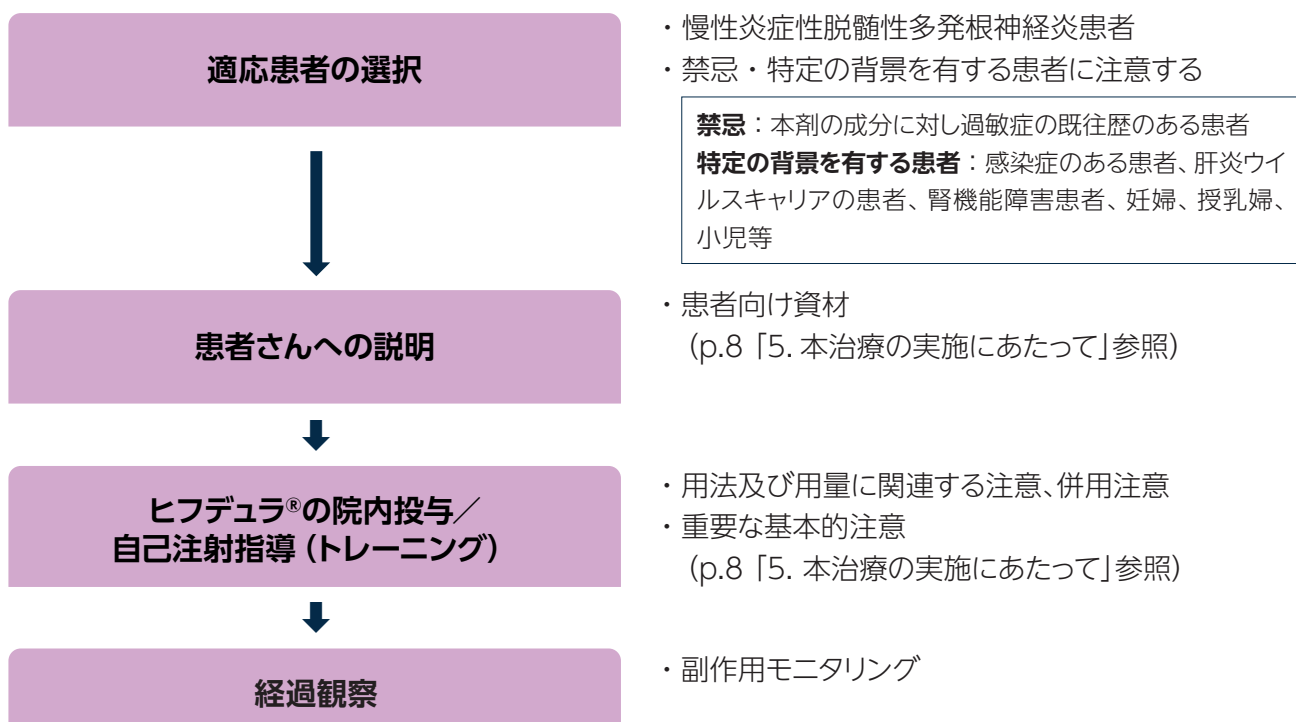 適応患者の選択
・慢性炎症性脱髄性多発根神経炎患者
・禁忌・特定の背景を有する患者に注意する
禁忌：本剤の成分に対し過敏症の既往歴のある患者
特定の背景を有する患者：感染症のある患者、肝炎ウイ
ルスキャリアの患者、腎機能障害患者、妊婦、授乳婦、
小児等
患者さんへの説明
・患者向け資材
（p.8「5. 本治療の実施にあたって」参照）
ヒフデュラ®の院内投与／
自己注射指導（トレーニング）
・用法及び用量に関連する注意、併用注意
・重要な基本的注意
（p.8「5. 本治療の実施にあたって」参照）
経過観察
・副作用モニタリング